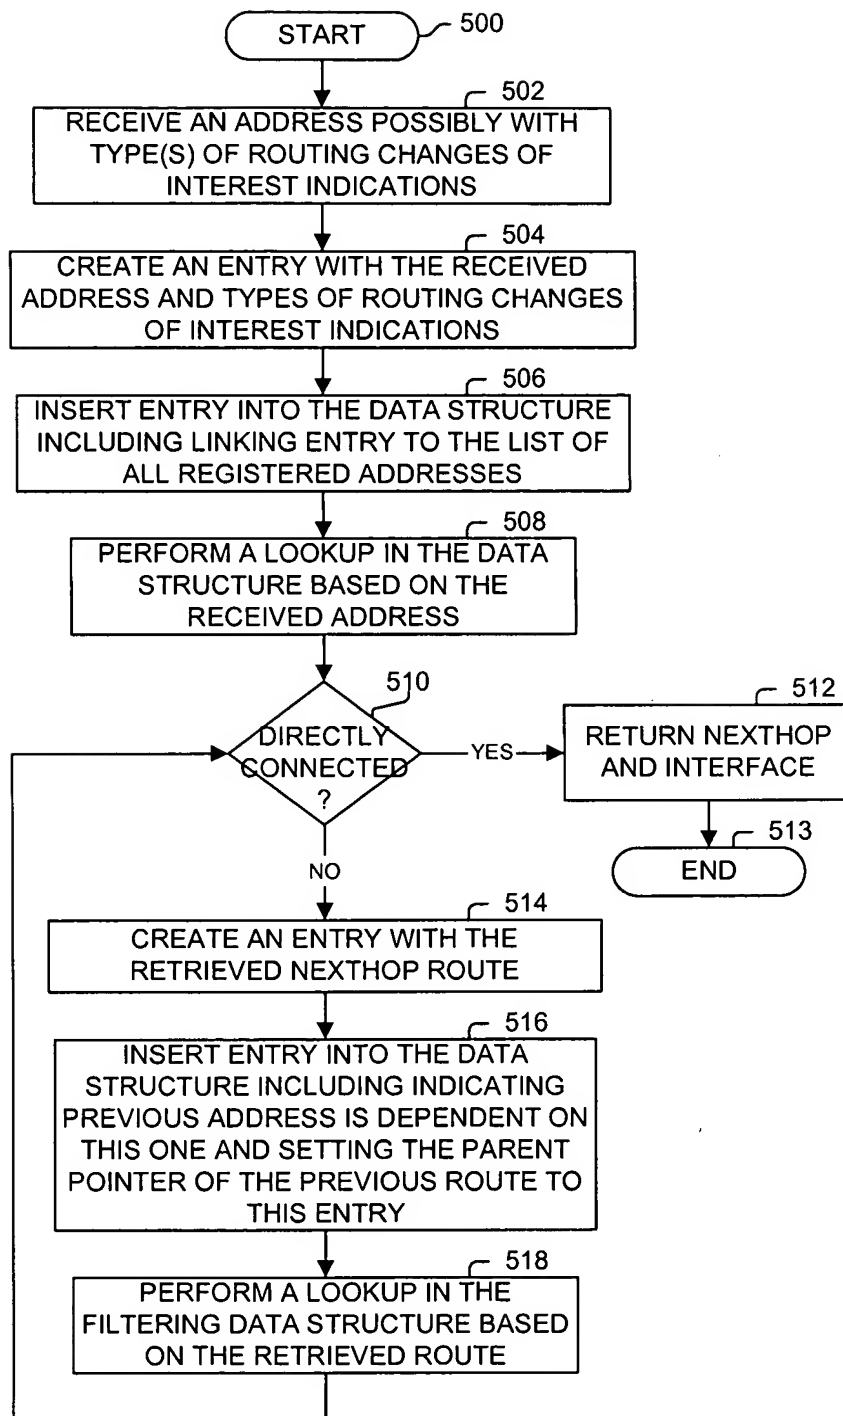 START
500
502
RECEIVE AN ADDRESS POSSIBLY WITH
TYPE(S) OF ROUTING CHANGES OF
INTEREST INDICATIONS
504
CREATE AN ENTRY WITH THE RECEIVED
ADDRESS AND TYPES OF ROUTING CHANGES
OF INTEREST INDICATIONS
506
INSERT ENTRY INTO THE DATA STRUCTURE
INCLUDING LINKING ENTRY TO THE LIST OF
ALL REGISTERED ADDRESSES
508
PERFORM A LOOKUP IN THE DATA
STRUCTURE BASED ON THE
RECEIVED ADDRESS
510
DIRECTLY
CONNECTED
?
YES
512
RETURN NEXTHOP
AND INTERFACE
513
END
NO
514
CREATE AN ENTRY WITH THE
RETRIEVED NEXTHOP ROUTE
516
INSERT ENTRY INTO THE DATA
STRUCTURE INCLUDING INDICATING
PREVIOUS ADDRESS IS DEPENDENT ON
THIS ONE AND SETTING THE PARENT
POINTER OF THE PREVIOUS ROUTE TO
THIS ENTRY
518
PERFORM A LOOKUP IN THE
FILTERING DATA STRUCTURE BASED
ON THE RETRIEVED ROUTE